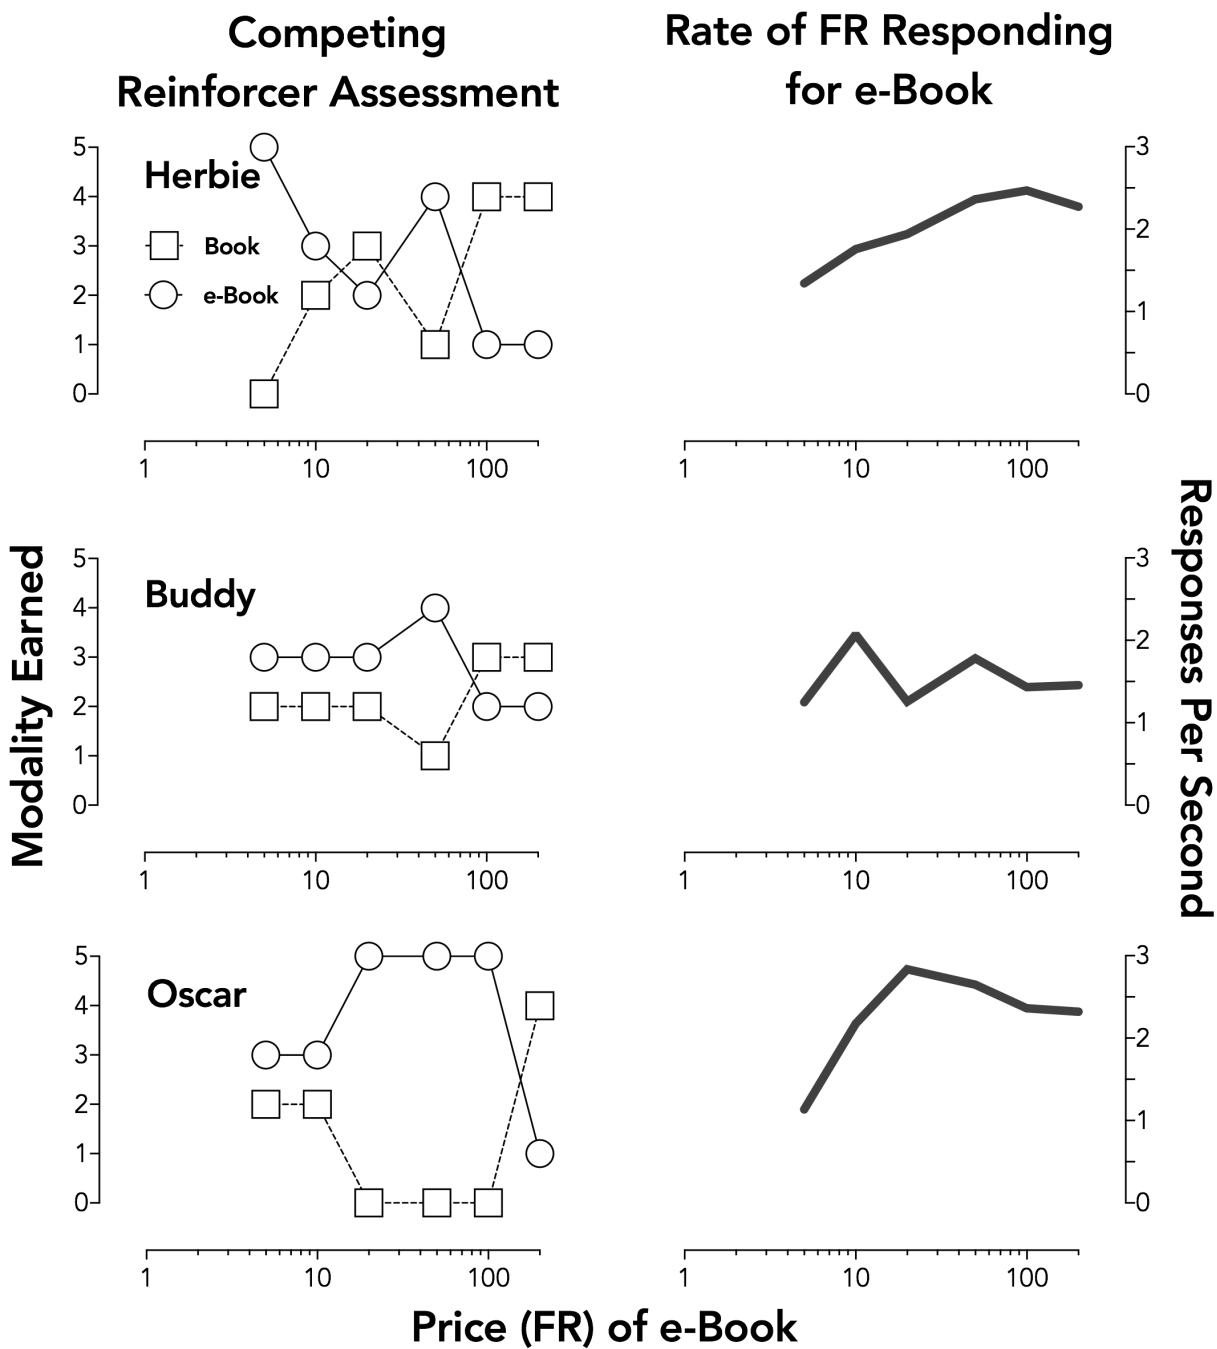 Competing
Reinforcer Assessment
Rate of FR Responding
for e-Book
5
4
3
2
1
0
Herbie
Book
e-Book
1 10 100
3
2
1
0
1 10 100
Modality Earned
5
4
3
2
1
0
Buddy
1 10 100
3
2
1
0
1 10 100
Responses Per Second
5
4
3
2
1
0
Oscar
1 10 100
3
2
1
0
1 10 100
Price (FR) of e-Book